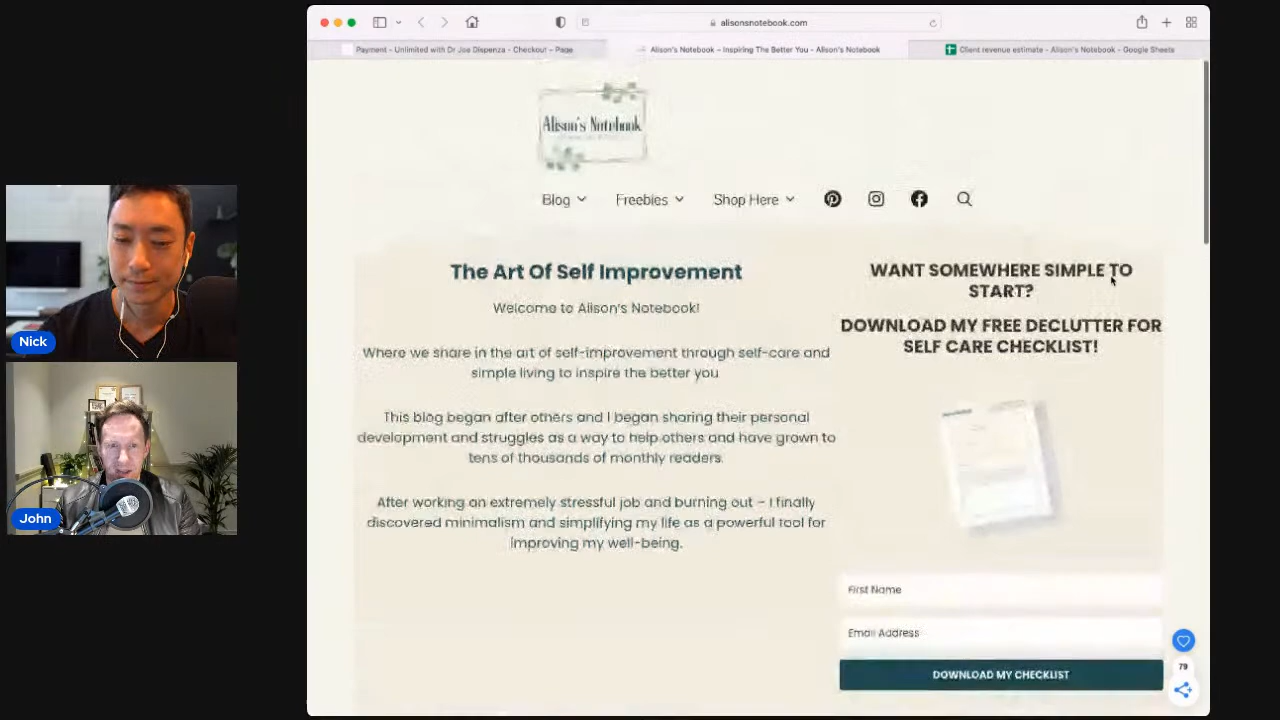 alisonsnotebook.com
Payment - Unlimited with Dr Joe Dispenza - Checkout - Page
Alison's Notebook - Inspiring The Better You - Alison's Notebook
Client revenue estimate - Alison's Notebook - Google Sheets
Alison's Notebook
Blog
Freebies
Shop Here
The Art Of Self Improvement
Welcome to Alison's Notebook!
Where we share in the art of self-improvement through self-care and
simple living to inspire the better you
This blog began after others and I began sharing their personal
development and struggles as a way to help others and have grown to
tens of thousands of monthly readers.
After working an extremely stressful job and burning out – I finally
discovered minimalism and simplifying my life as a powerful tool for
improving my well-being.
WANT SOMEWHERE SIMPLE TO
START?
DOWNLOAD MY FREE DECLUTTER FOR
SELF CARE CHECKLIST!
First Name
Email Address
DOWNLOAD MY CHECKLIST
79
Nick
John